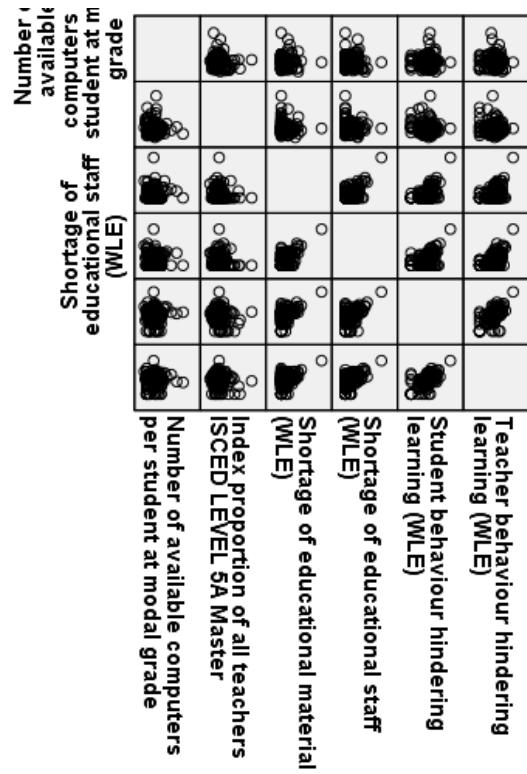 Number
available
computers
student at m
grade
Shortage of
educational staff
(WLE)
Number of available computers
per student at modal grade
Index proportion of all teachers
ISCED LEVEL 5A Master
Shortage of educational material
(WLE)
Shortage of educational staff
(WLE)
Student behaviour hindering
learning (WLE)
Teacher behaviour hindering
learning (WLE)